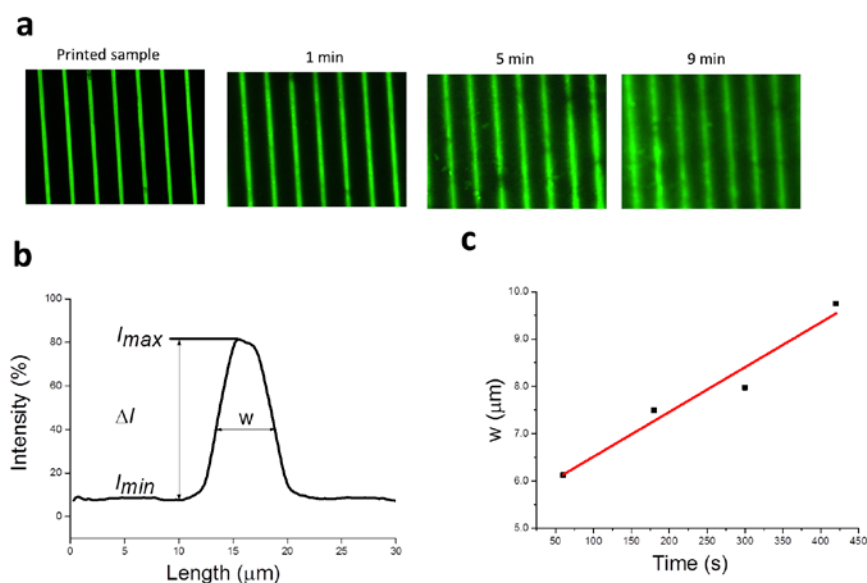 a
Printed sample
1 min
5 min
9 min
b
100
80
60
40
20
0
Intensity (%)
Imax
ΔI
Imin
w
0
5
10
15
20
25
30
Length (μm)
c
10.0
9.0
8.0
7.0
6.0
5.0
w (μm)
50
100
150
200
250
300
350
400
450
Time (s)